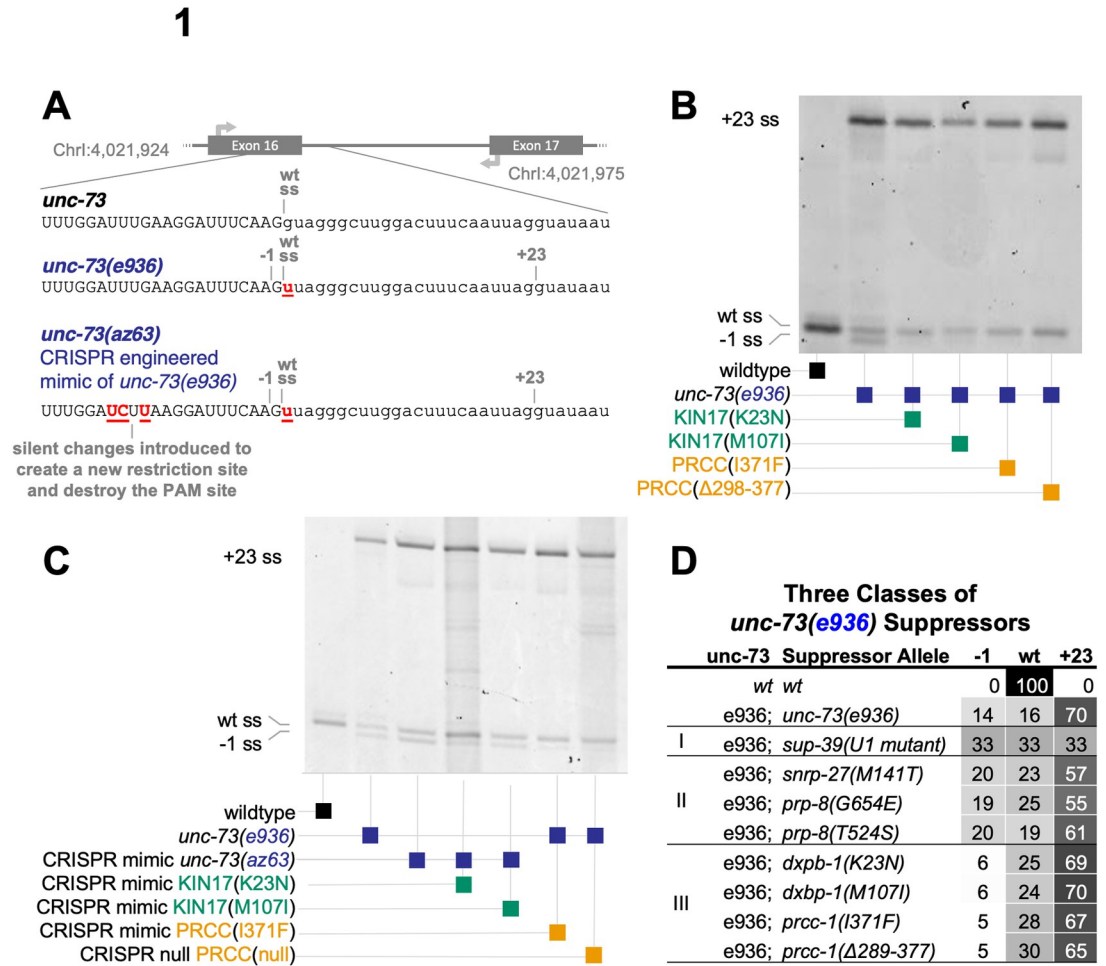 1
A
Exon 16
Exon 17
ChrI:4,021,924
ChrI:4,021,975
wt
ss
unc-73
UUUGGAUUUGAAGGAUUUCAAGguagggcuuggacuuucaauuagguauaau
unc-73(e936)
-1
wt
ss
+23
UUUGGAUUUGAAGGAUUUCAAGuuagggcuuggacuuucaauuagguauaau
unc-73(az63)
CRISPR engineered
mimic of unc-73(e936)
-1
wt
ss
+23
UUUGGAUCUUAAGGAUUUCAAGuuagggcuuggacuuucaauuagguauaau
silent changes introduced to
create a new restriction site
and destroy the PAM site
B
+23 ss
wt ss
-1 ss
wildtype
unc-73(e936)
KIN17(K23N)
KIN17(M107I)
PRCC(I371F)
PRCC(Δ298-377)
C
+23 ss
wt ss
-1 ss
wildtype
unc-73(e936)
CRISPR mimic unc-73(az63)
CRISPR mimic KIN17(K23N)
CRISPR mimic KIN17(M107I)
CRISPR mimic PRCC(I371F)
CRISPR null PRCC(null)
D
Three Classes of
unc-73(e936) Suppressors
unc-73 Suppressor Allele -1 wt +23
wt wt 0 100 0
e936; unc-73(e936) 14 16 70
I e936; sup-39(U1 mutant) 33 33 33
e936; snrp-27(M141T) 20 23 57
II e936; prp-8(G654E) 19 25 55
e936; prp-8(T524S) 20 19 61
e936; dxpb-1(K23N) 6 25 69
e936; dxbp-1(M107I) 6 24 70
III e936; prcc-1(I371F) 5 28 67
e936; prcc-1(Δ289-377) 5 30 65